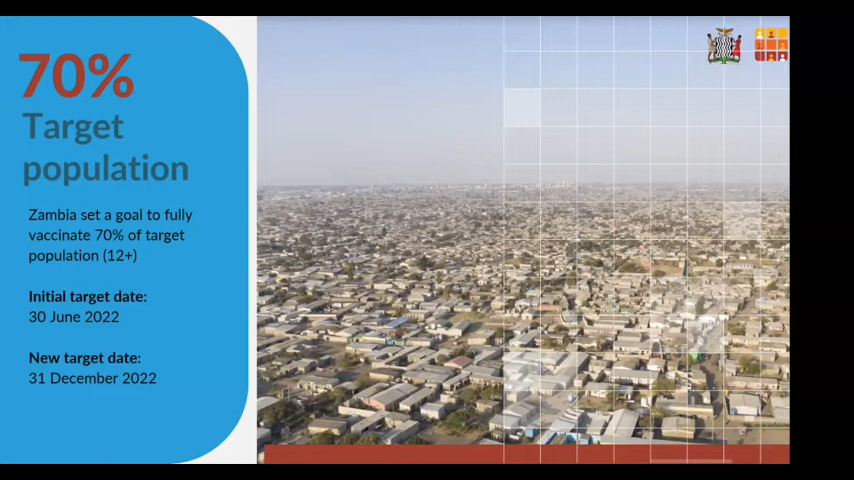 70%
Target
population
Zambia set a goal to fully
vaccinate 70% of target
population (12+)
Initial target date:
30 June 2022
New target date:
31 December 2022